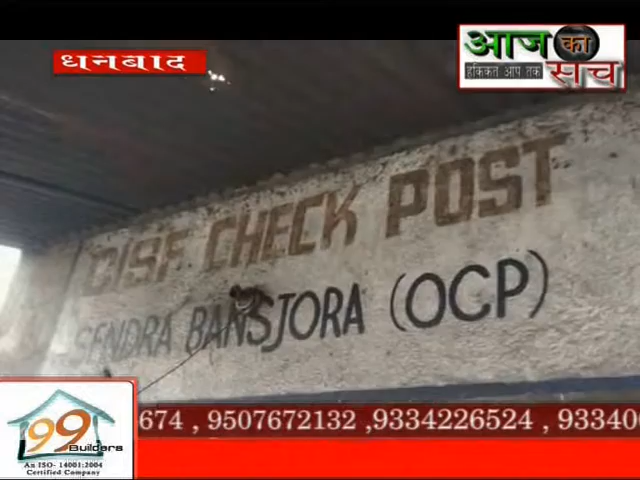 धनबाद
आज का सच
हकिकत आप तक
CISF CHECK POST
SENDRA BANSJORA (OCP)
674 , 9507672132 ,9334226524 , 93340
99
Builders
An ISO- 14001:2004
Certified Company